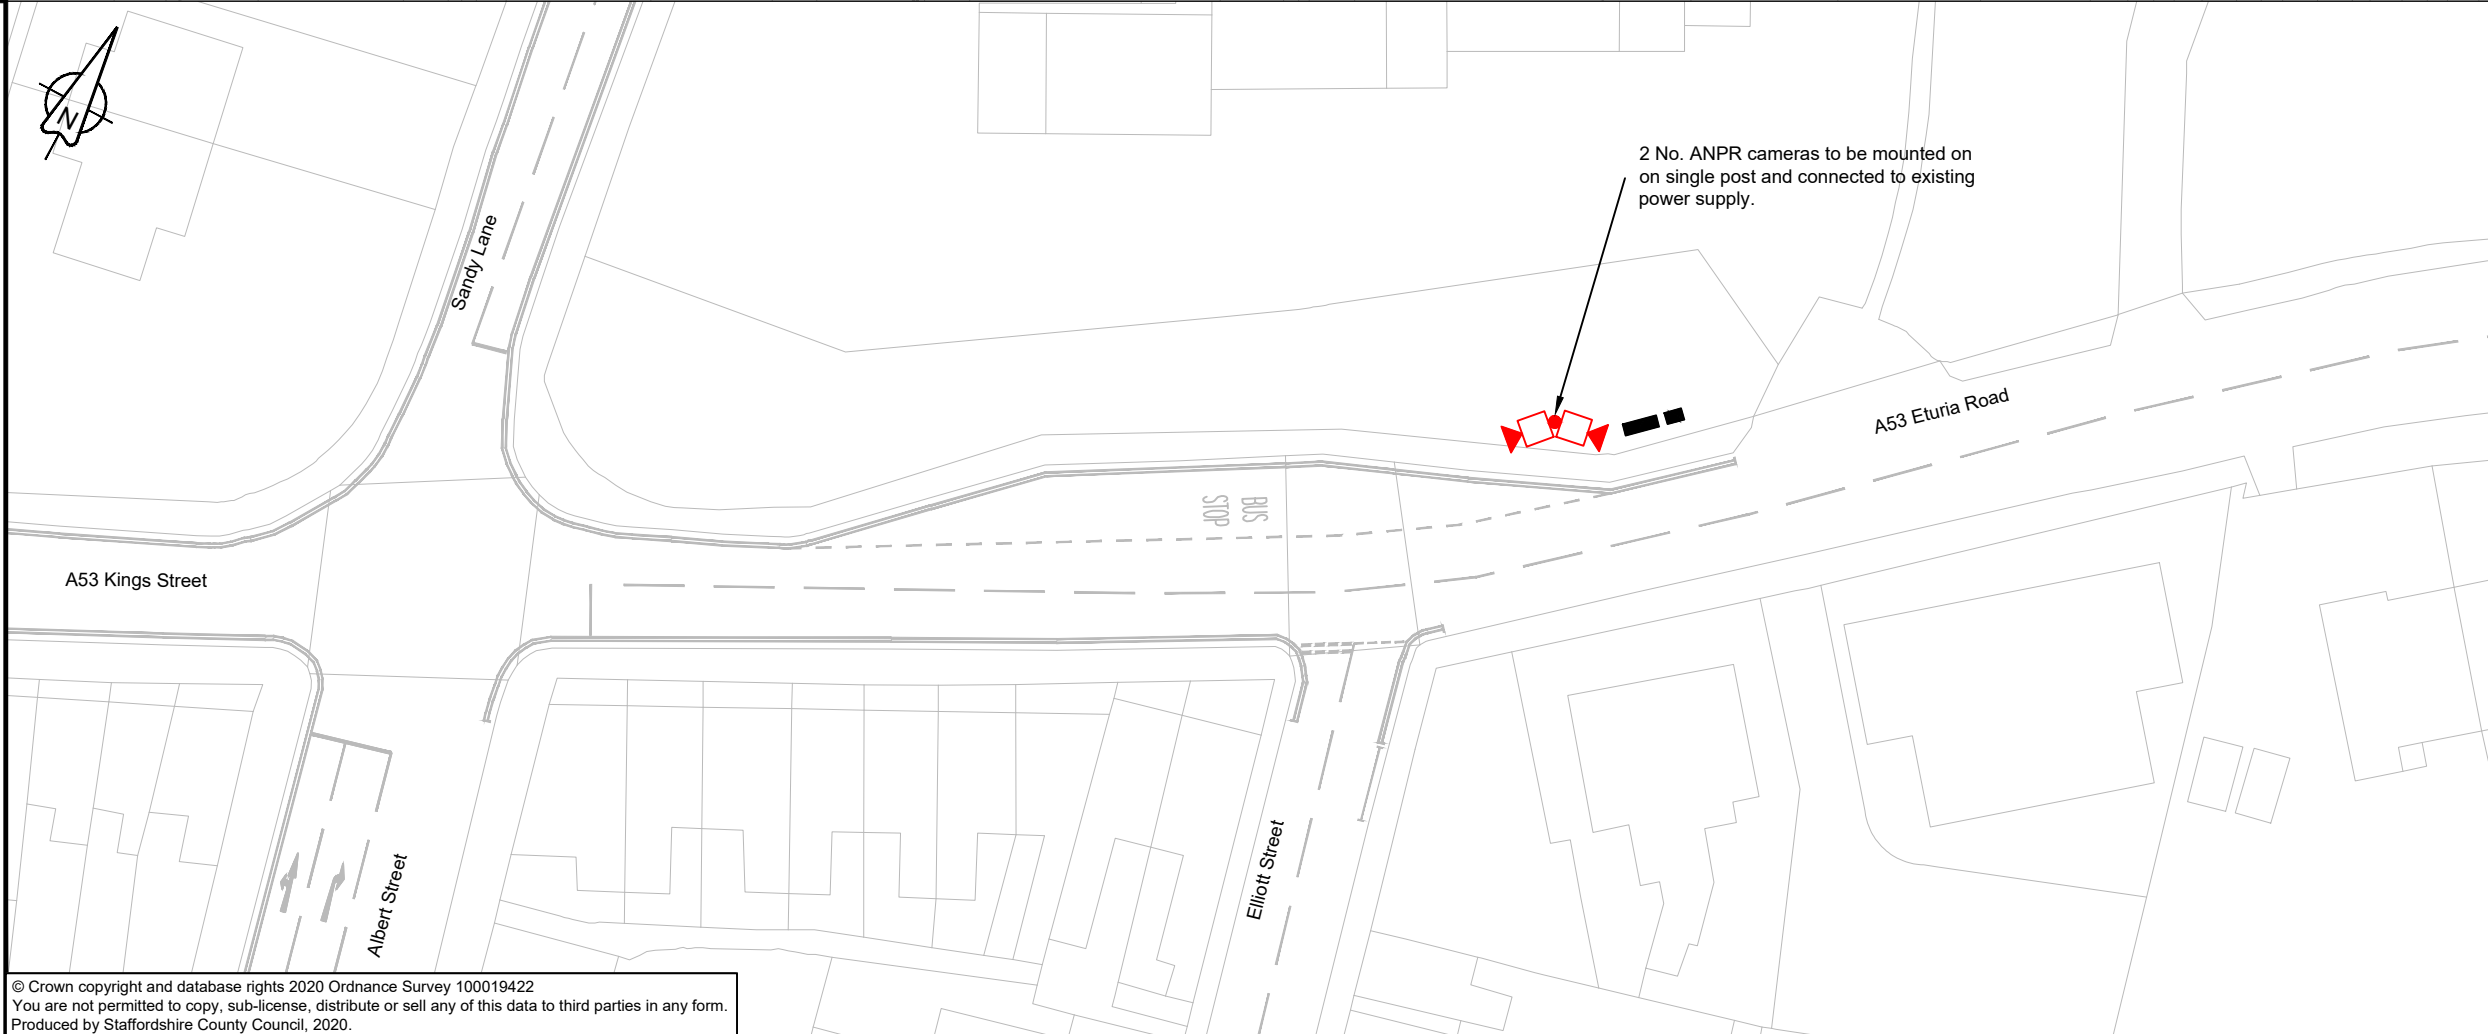 N
2 No. ANPR cameras to be mounted on
on single post and connected to existing
power supply.
Sandy Lane
A53 Eturia Road
BUS
STOP
A53 Kings Street
Elliott Street
Albert Street
© Crown copyright and database rights 2020 Ordnance Survey 100019422
You are not permitted to copy, sub-license, distribute or sell any of this data to third parties in any form.
Produced by Staffordshire County Council, 2020.